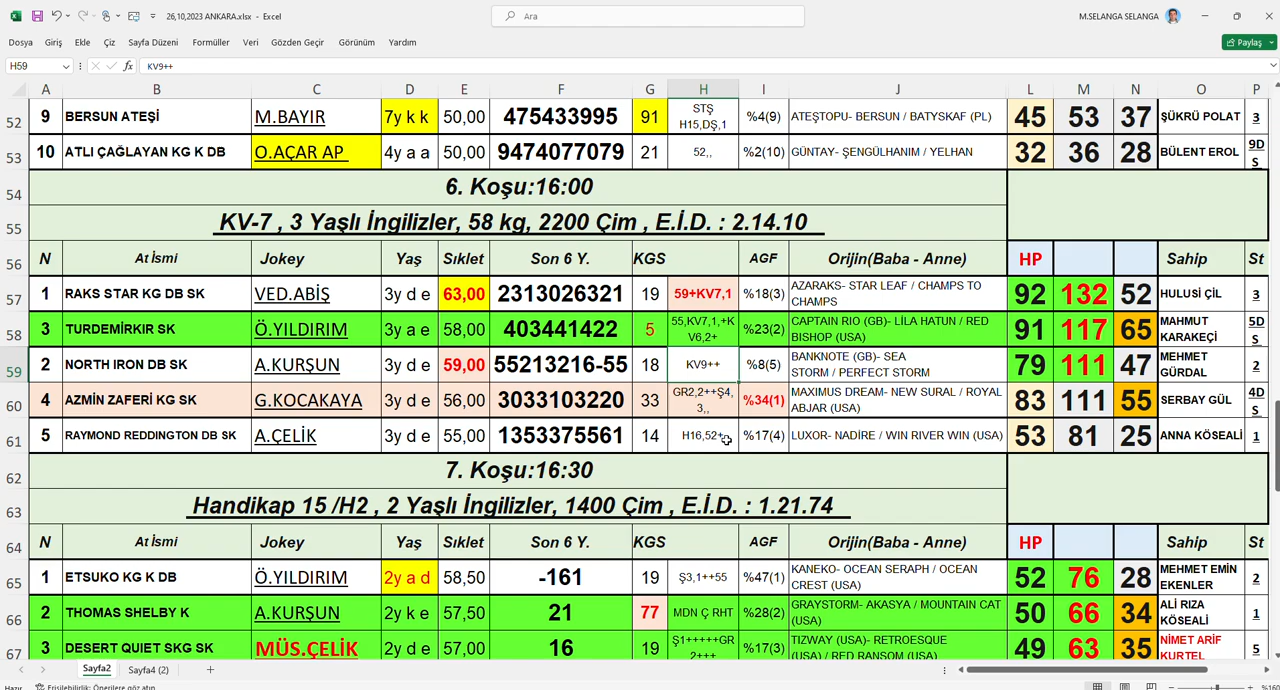 26,10,2023 ANKARA.xlsx - Excel
Ara
M.SELANGA SELANGA
Dosya Giriş Ekle Çiz Sayfa Düzeni Formüller Veri Gözden Geçir Görünüm Yardım
Paylaş
H59 fx KV9++
A B C D E F G H I J L M N O P
52 9 BERSUN ATEŞİ M.BAYIR 7y k k 50,00 475433995 91 STŞ H15,DŞ,1 %4(9) ATEŞTOPU- BERSUN / BATYSKAF (PL) 45 53 37 ŞÜKRÜ POLAT 3
53 10 ATLI ÇAĞLAYAN KG K DB O.AÇAR AP 4y a a 50,00 9474077079 21 52,, %2(10) GÜNTAY- ŞENGÜLHANIM / YELHAN 32 36 28 BÜLENT EROL 9D S
54 6. Koşu:16:00
55 KV-7 , 3 Yaşlı İngilizler, 58 kg, 2200 Çim , E.İ.D. : 2.14.10
56 N At İsmi Jokey Yaş Sıklet Son 6 Y. KGS AGF Orijin(Baba - Anne) HP Sahip St
57 1 RAKS STAR KG DB SK VED.ABİŞ 3y d e 63,00 2313026321 19 59+KV7,1 %18(3) AZARAKS- STAR LEAF / CHAMPS TO CHAMPS 92 132 52 HULUSİ ÇİL 3
58 3 TURDEMİRKIR SK Ö.YILDIRIM 3y a e 58,00 403441422 5 55,KV7,1,+K V6,2+ %23(2) CAPTAIN RIO (GB)- LİLA HATUN / RED BISHOP (USA) 91 117 65 MAHMUT KARAKEÇİ 5D S
59 2 NORTH IRON DB SK A.KURŞUN 3y d e 59,00 55213216-55 18 KV9++ %8(5) BANKNOTE (GB)- SEA STORM / PERFECT STORM 79 111 47 MEHMET GÜRDAL 2
60 4 AZMİN ZAFERİ KG SK G.KOCAKAYA 3y d e 56,00 3033103220 33 GR2,2++Ş4, 3,, %34(1) MAXIMUS DREAM- NEW SURAL / ROYAL ABJAR (USA) 83 111 55 SERBAY GÜL 4D S
61 5 RAYMOND REDDINGTON DB SK A.ÇELİK 3y d e 55,00 1353375561 14 H16,52+ %17(4) LUXOR- NADİRE / WIN RIVER WIN (USA) 53 81 25 ANNA KÖSEALİ 1
62 7. Koşu:16:30
63 Handikap 15 /H2 , 2 Yaşlı İngilizler, 1400 Çim , E.İ.D. : 1.21.74
64 N At İsmi Jokey Yaş Sıklet Son 6 Y. KGS AGF Orijin(Baba - Anne) HP Sahip St
65 1 ETSUKO KG K DB Ö.YILDIRIM 2y a d 58,50 -161 19 Ş3,1++55 %47(1) KANEKO- OCEAN SERAPH / OCEAN CREST (USA) 52 76 28 MEHMET EMİN EKENLER 2
66 2 THOMAS SHELBY K A.KURŞUN 2y k e 57,50 21 77 MDN Ç RHT %28(2) GRAYSTORM- AKASYA / MOUNTAIN CAT (USA) 50 66 34 ALİ RIZA KÖSEALİ 1
67 3 DESERT QUIET SKG SK MÜS.ÇELİK 2y d e 57,00 16 19 Ş1+++++GR 2+++ %17(3) TIZWAY (USA)- RETROESQUE (USA) / RED RANSOM (USA) 49 63 35 NİMET ARİF KURTEL 5
Sayfa2 Sayfa4 (2) +
Hazır Erişilebilirlik: Önerilere göz atın %160